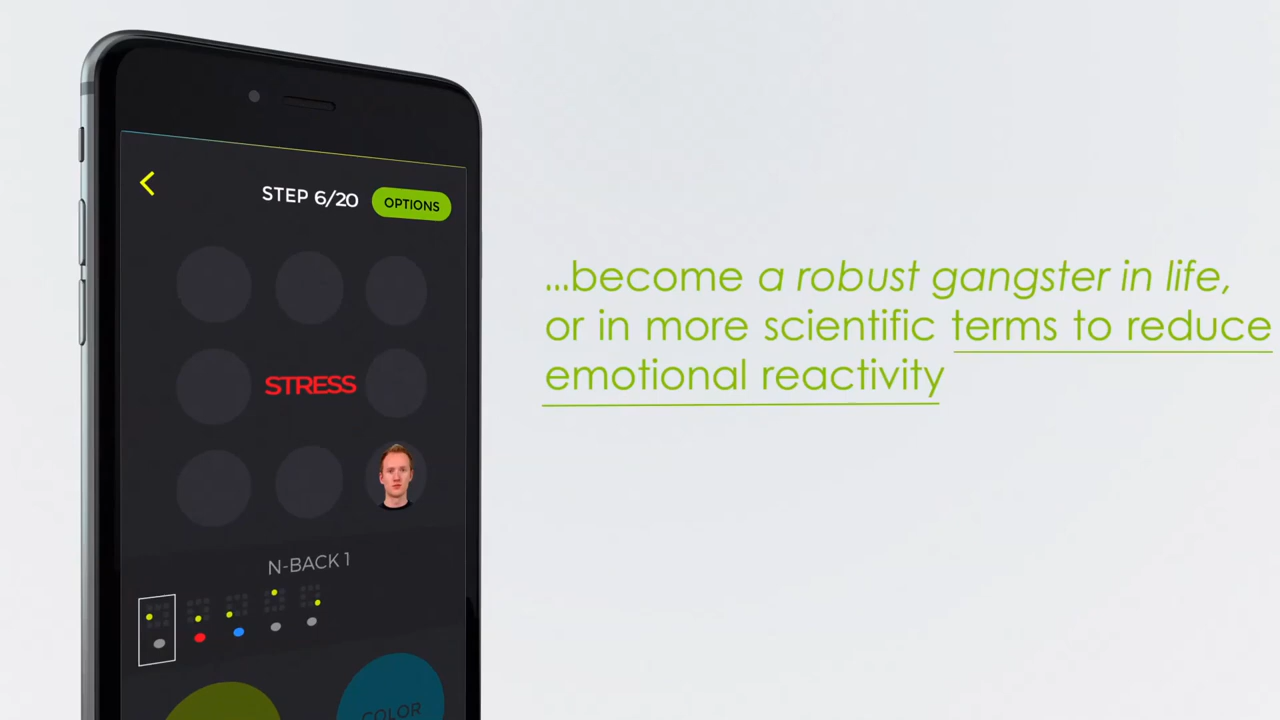 STEP 6/20
OPTIONS
STRESS
N-BACK 1
COLOR
...become a robust gangster in life,
or in more scientific terms to reduce
emotional reactivity